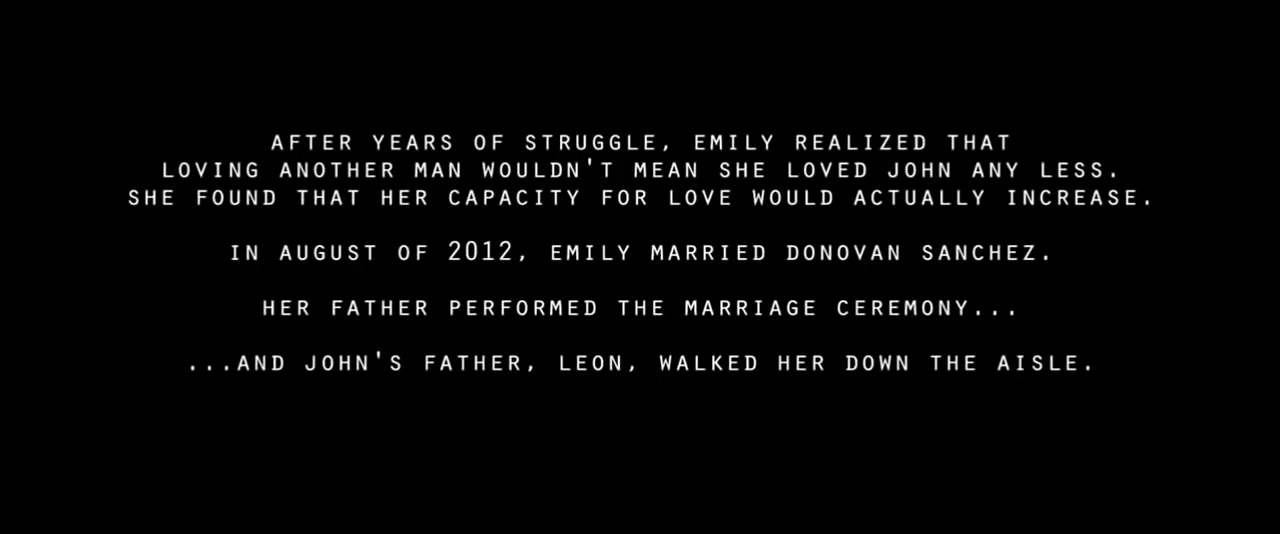 AFTER YEARS OF STRUGGLE, EMILY REALIZED THAT
LOVING ANOTHER MAN WOULDN'T MEAN SHE LOVED JOHN ANY LESS.
SHE FOUND THAT HER CAPACITY FOR LOVE WOULD ACTUALLY INCREASE.
IN AUGUST OF 2012, EMILY MARRIED DONOVAN SANCHEZ.
HER FATHER PERFORMED THE MARRIAGE CEREMONY...
...AND JOHN'S FATHER, LEON, WALKED HER DOWN THE AISLE.